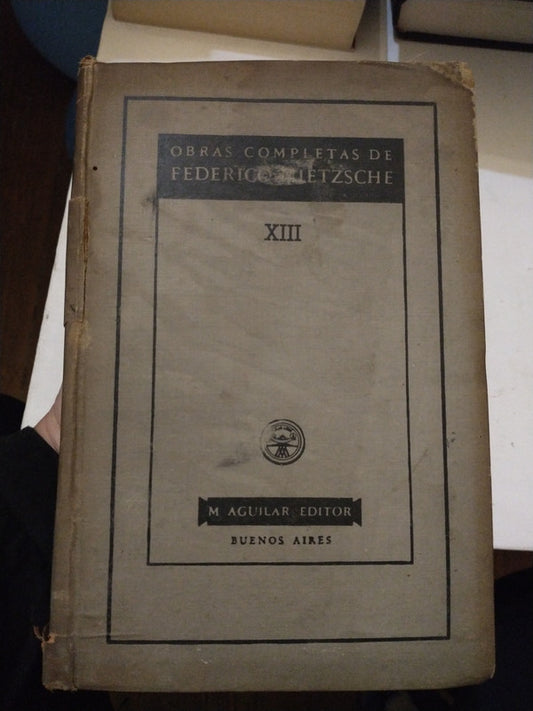 OBRAS COMPLETAS DE
FEDERICO NIETZSCHE
XIII
M AGUILAR EDITOR
BUENOS AIRES